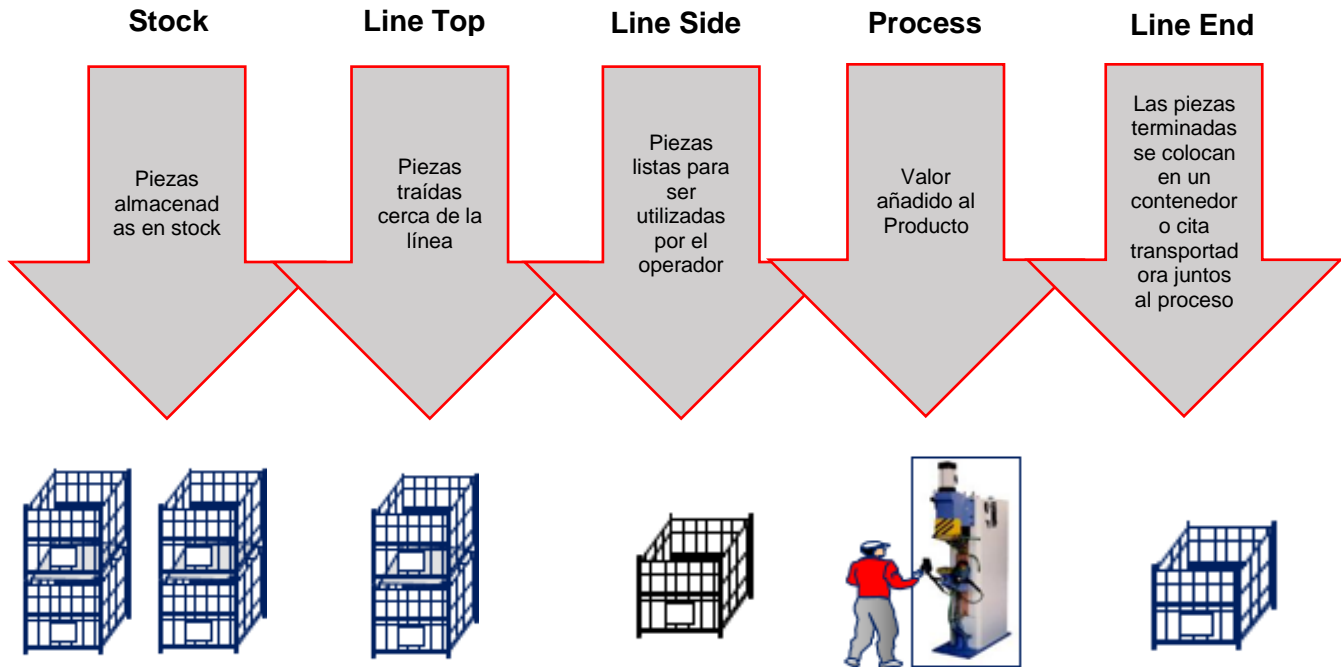 Stock
Line Top
Line Side
Process
Line End
Piezas
almacenad
as en stock
Piezas
traídas
cerca de la
línea
Piezas
listas para
ser
utilizadas
por el
operador
Valor
añadido al
Producto
Las piezas
terminadas
se colocan
en un
contenedor
o cita
transportad
ora juntos
al proceso